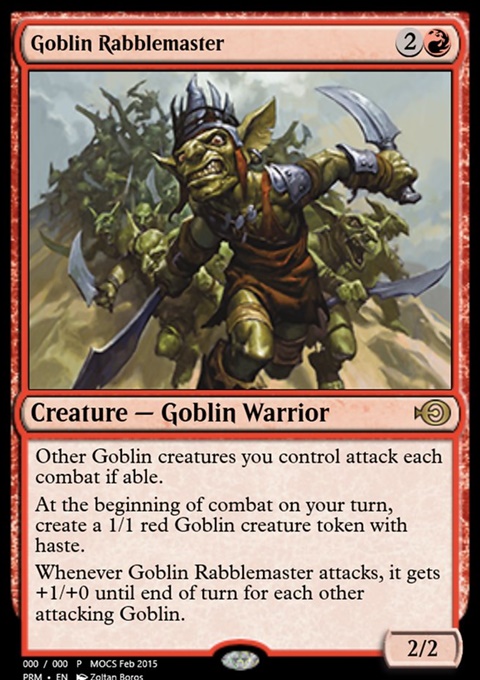 Goblin Rabblemaster 2
Creature — Goblin Warrior
Other Goblin creatures you control attack each
combat if able.
At the beginning of combat on your turn,
create a 1/1 red Goblin creature token with
haste.
Whenever Goblin Rabblemaster attacks, it gets
+1/+0 until end of turn for each other
attacking Goblin.
2/2
000 / 000 P MOCS Feb 2015
PRM • EN Zoltan Boros